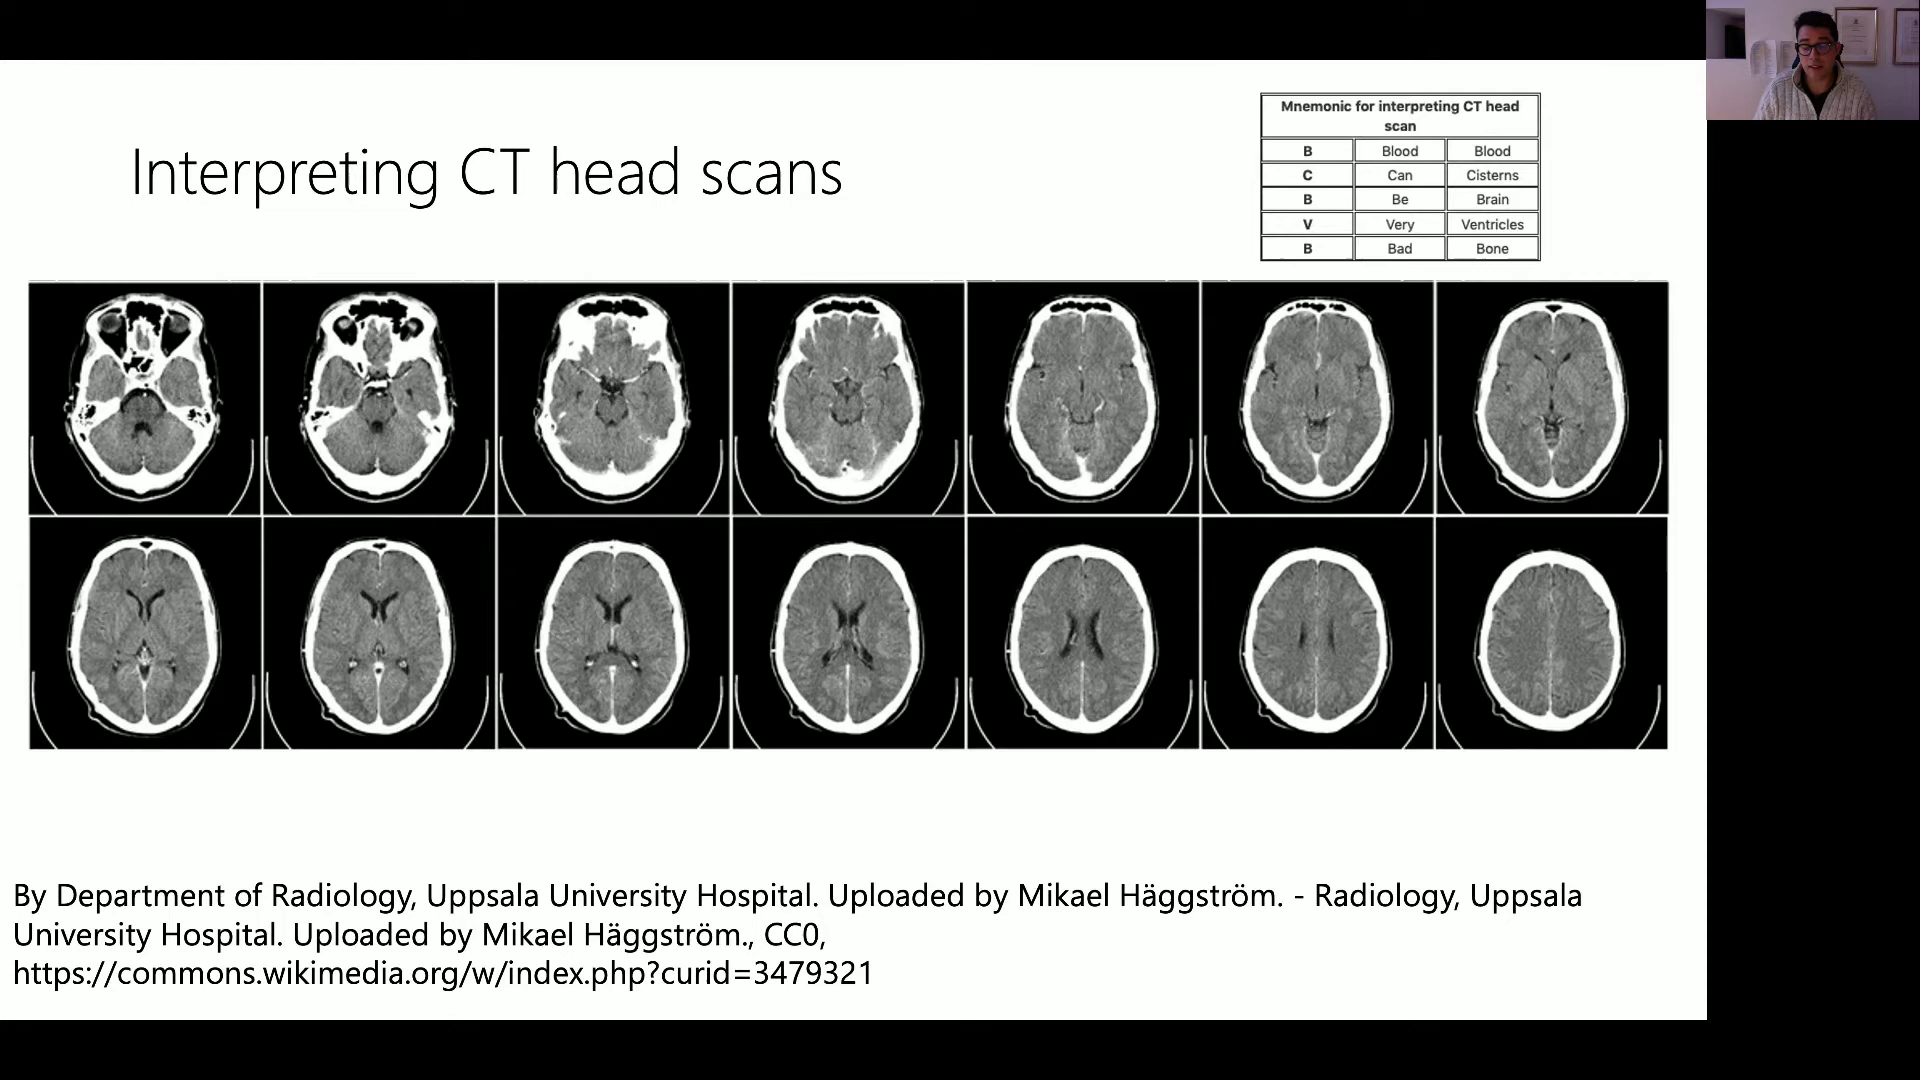 Interpreting CT head scans
Mnemonic for interpreting CT head
scan
B Blood Blood
C Can Cisterns
B Be Brain
V Very Ventricles
B Bad Bone
By Department of Radiology, Uppsala University Hospital. Uploaded by Mikael Häggström. - Radiology, Uppsala
University Hospital. Uploaded by Mikael Häggström., CC0,
https://commons.wikimedia.org/w/index.php?curid=3479321